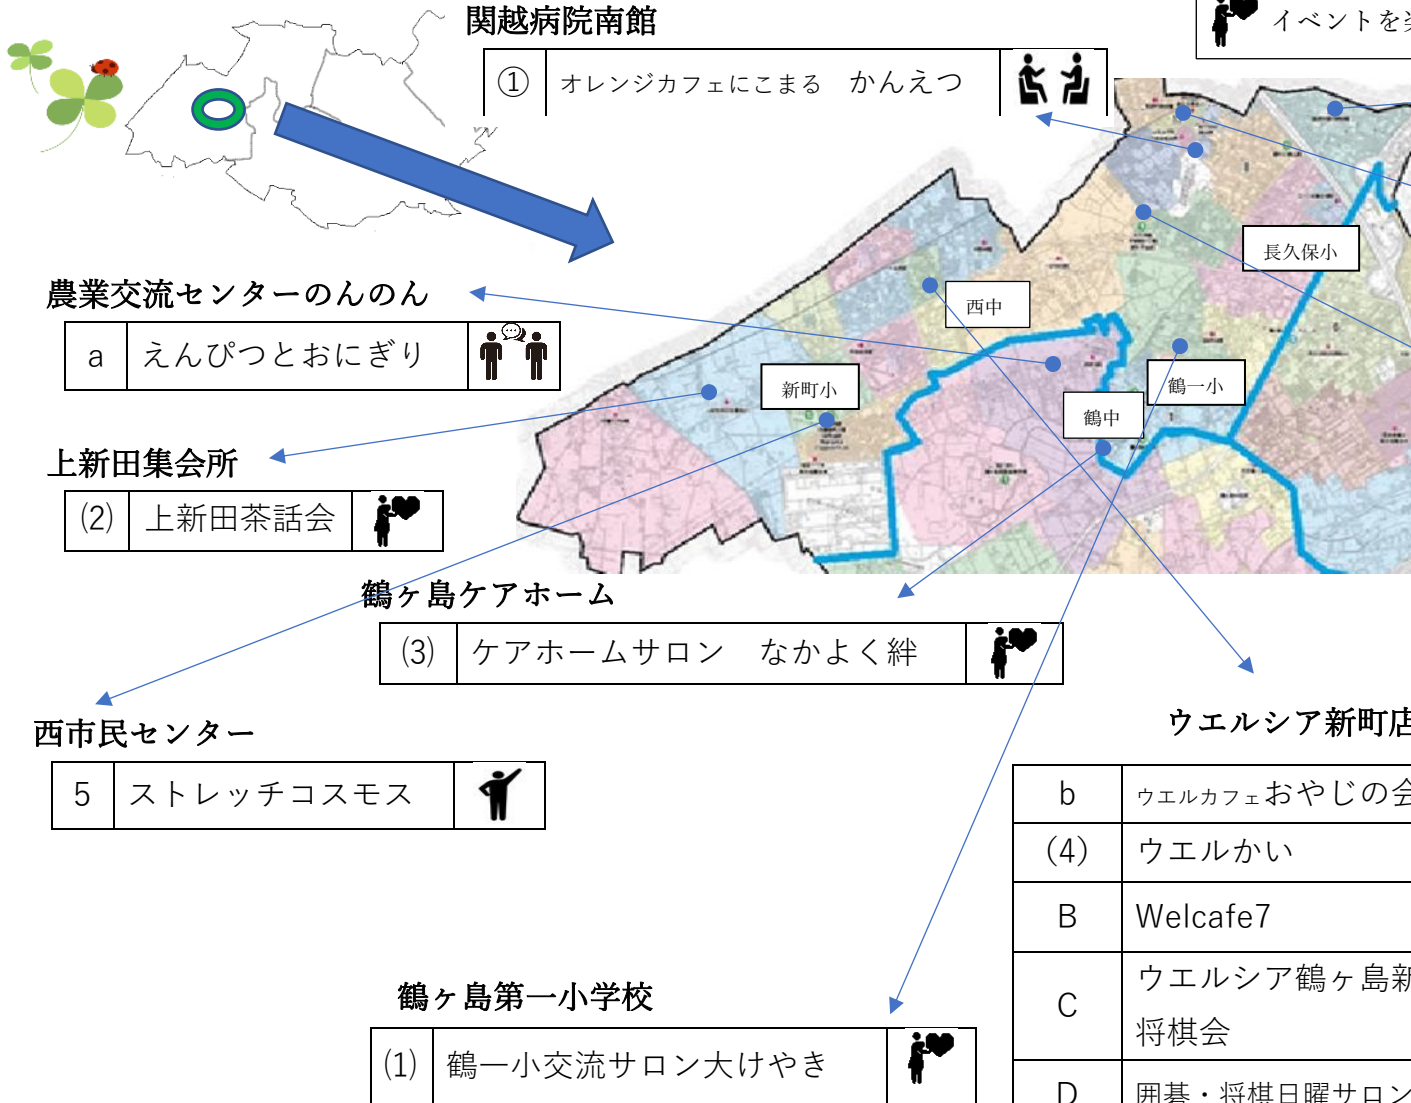 関越病院南館
① オレンジカフェにこまる かんえつ
イベントを
長久保小
西中
農業交流センターのんのん
a えんぴつとおにぎり
新町小
鶴一小
鶴中
上新田集会所
(2) 上新田茶話会
鶴ヶ島ケアホーム
(3) ケアホームサロン なかよく絆
西市民センター
5 ストレッチコスモス
ウエルシア新町店
b ウエルカフェおやじの会
(4) ウエルかい
B Welcafe7
C ウエルシア鶴ヶ島新
将棋会
D 囲碁・将棋日曜サロン
鶴ヶ島第一小学校
(1) 鶴一小交流サロン大けやき